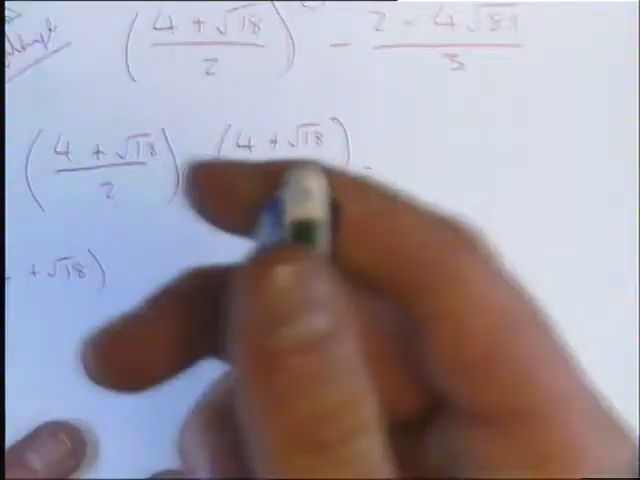 (4 + √18 / 2) - 2 - 4√81 / 3
(4 + √18 / 2) (4 + √18
+ √18)